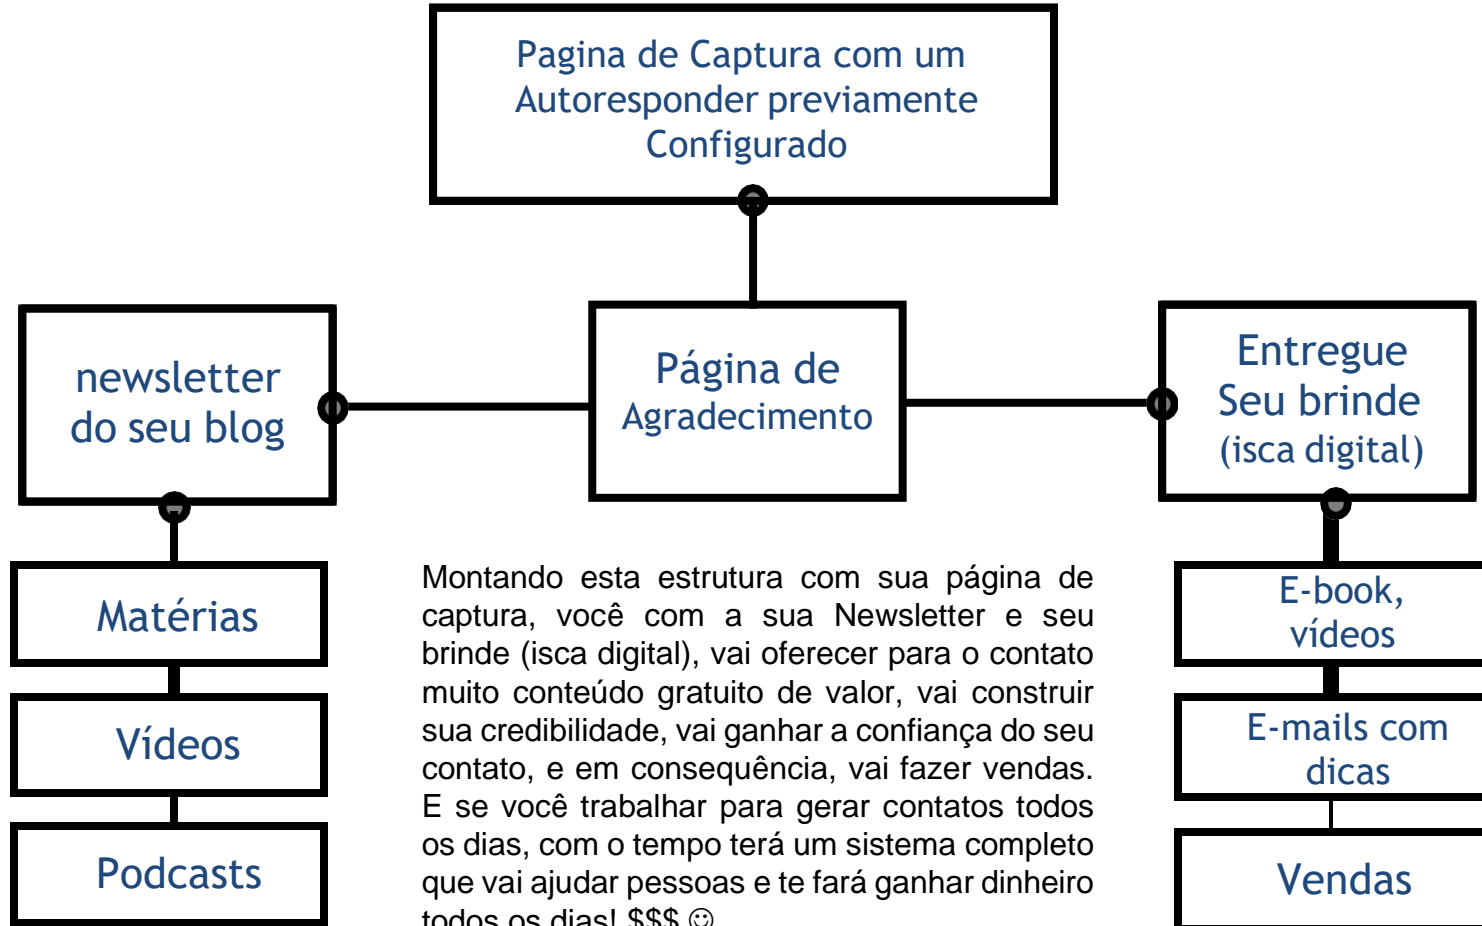 Pagina de Captura com um
Autoresponder previamente
Configurado
newsletter
do seu blog
Página de
Agradecimento
Entregue
Seu brinde
(isca digital)
Matérias
Vídeos
Podcasts
Montando esta estrutura com sua página de
captura, você com a sua Newsletter e seu
brinde (isca digital), vai oferecer para o contato
muito conteúdo gratuito de valor, vai construir
sua credibilidade, vai ganhar a confiança do seu
contato, e em consequência, vai fazer vendas.
E se você trabalhar para gerar contatos todos
os dias, com o tempo terá um sistema completo
que vai ajudar pessoas e te fará ganhar dinheiro
todos os dias! $$$ ☺
E-book,
vídeos
E-mails com
dicas
Vendas